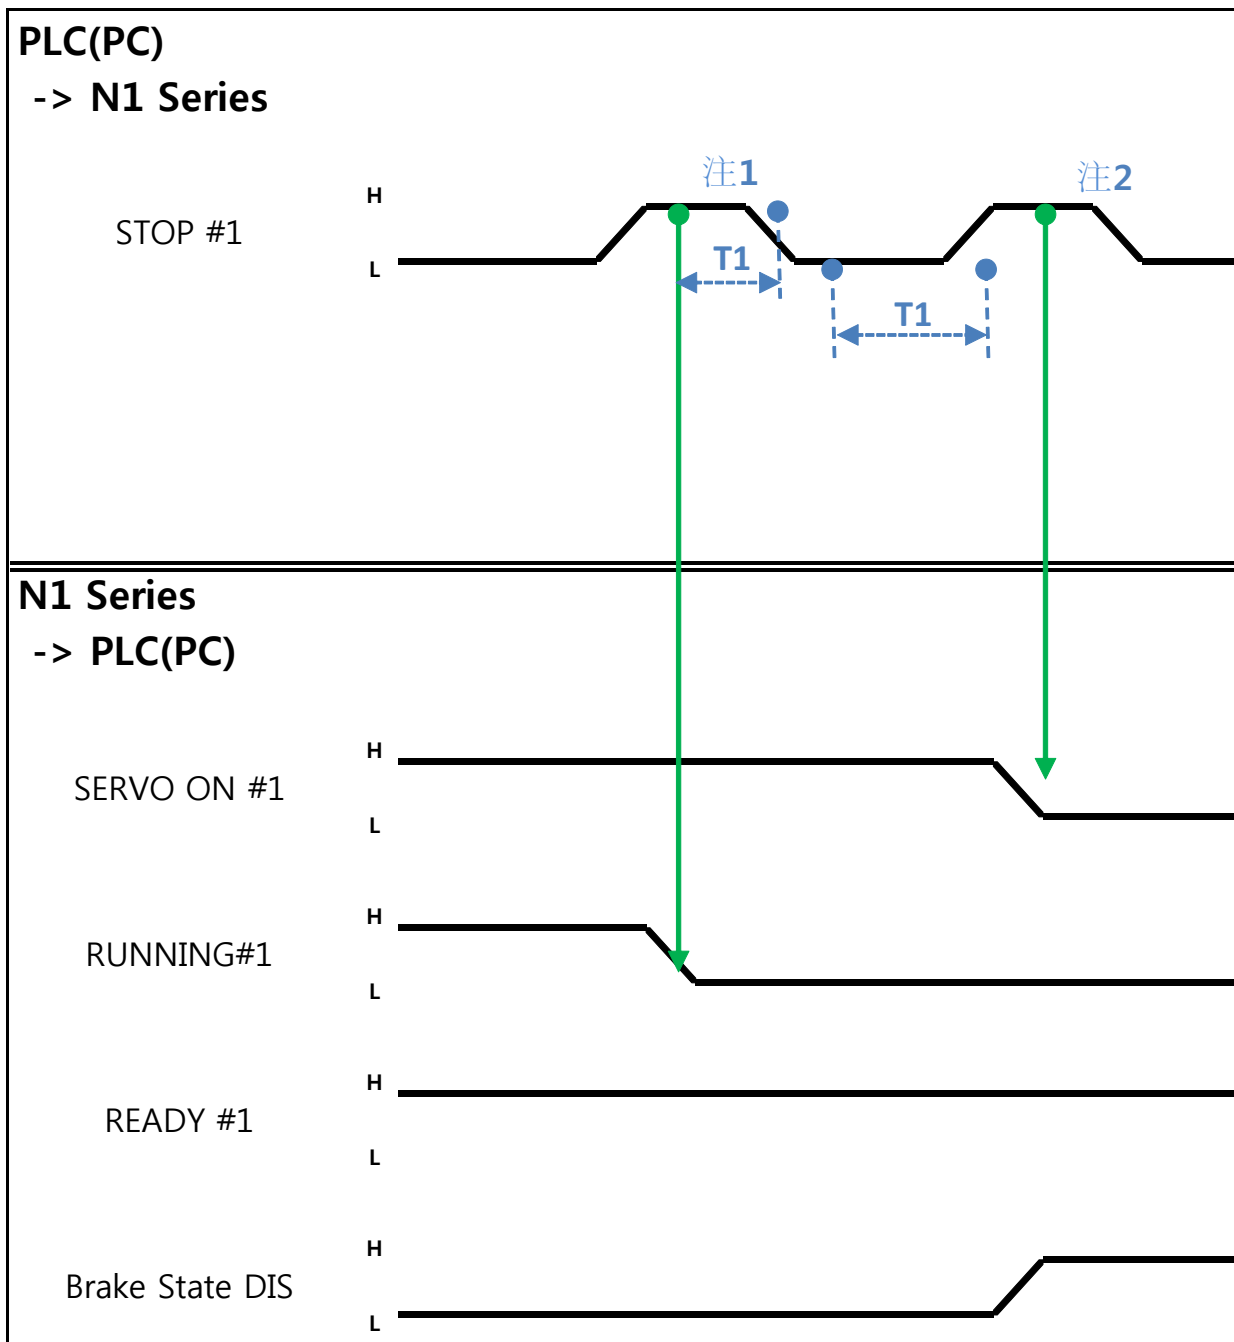 PLC(PC)
-> N1 Series
注1
注2
H
STOP #1
L
T1
T1
N1 Series
-> PLC(PC)
H
SERVO ON #1
L
H
RUNNING#1
L
H
READY #1
L
H
Brake State DIS
L